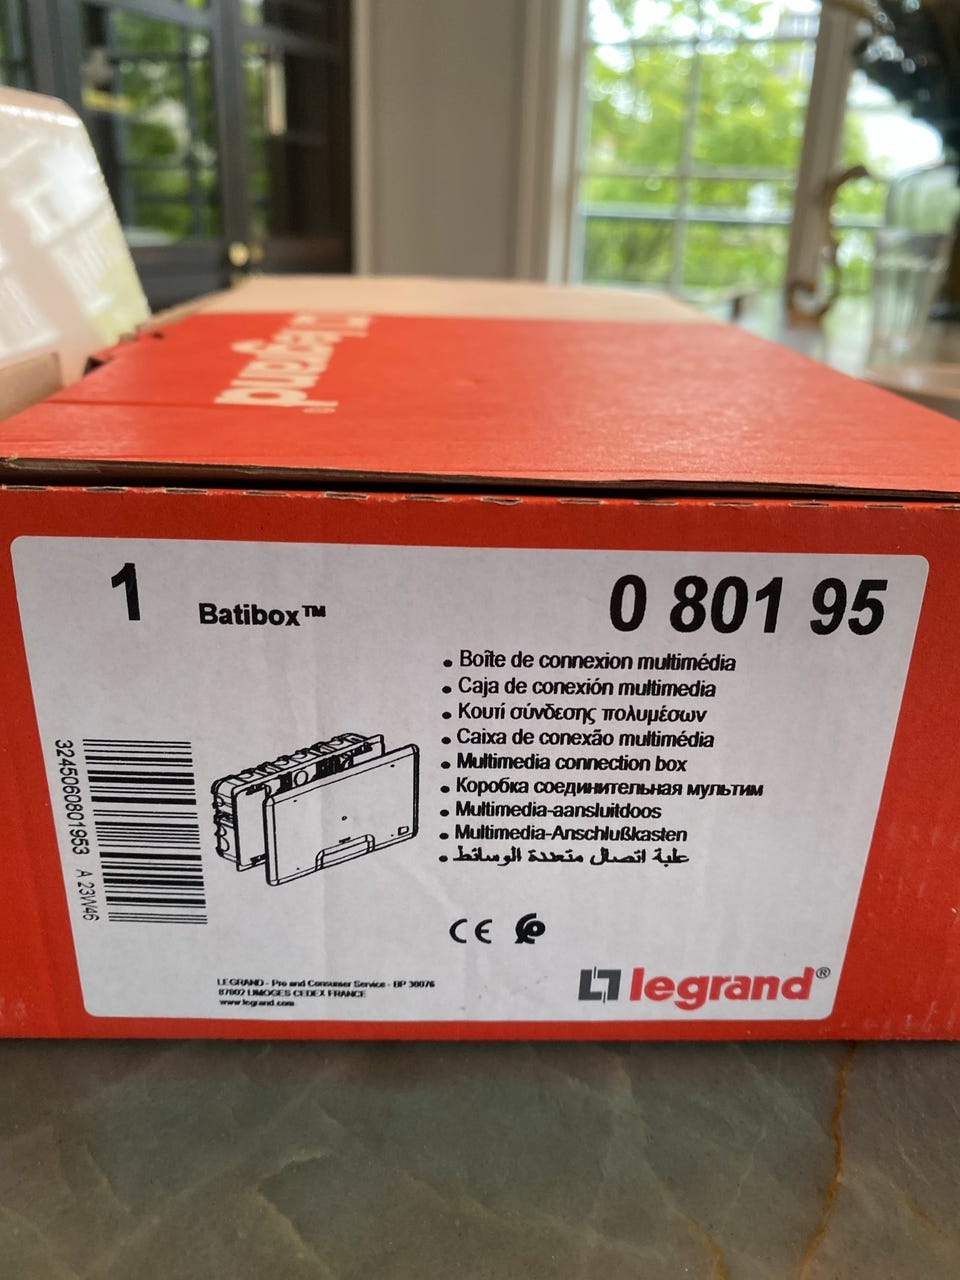 legrand®
1
Batibox™
0 801 95
• Boîte de connexion multimédia
• Caja de conexión multimedia
• Κουτί σύνδεσης πολυμέσων
• Caixa de conexão multimédia
• Multimedia connection box
• Коробка соединительная мультим
• Multimedia-aansluitdoos
• Multimedia-Anschlußkasten
• علبة اتصال متعددة الوسائط
3245060801953 A 23W46
CE
LEGRAND - Pro and Consumer Service - BP 30076
87002 LIMOGES CEDEX FRANCE
www.legrand.com
legrand®